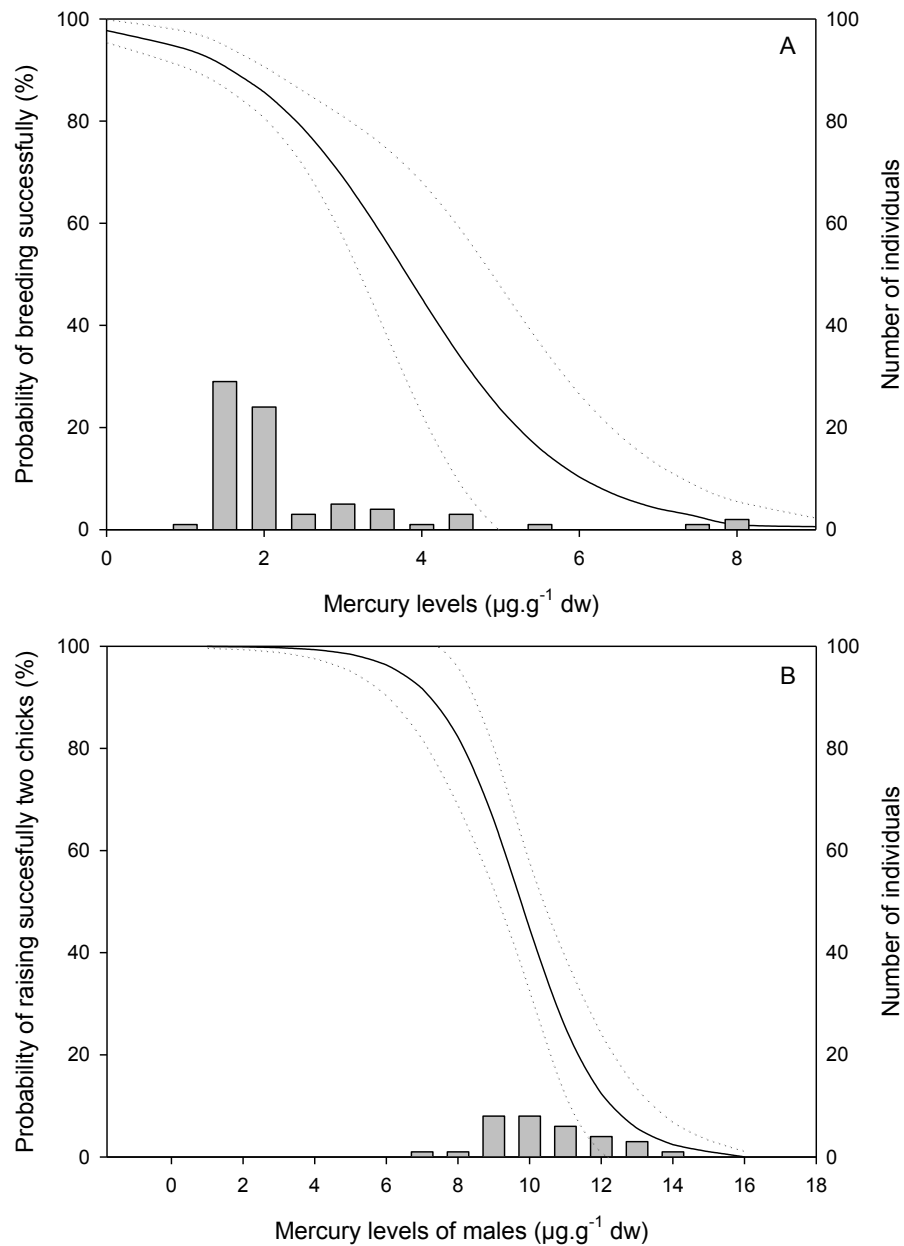 100
80
60
40
20
0
Probability of breeding successfully (%)
A
100
80
60
40
20
0
Number of individuals
0 2 4 6 8
Mercury levels (µg.g⁻¹ dw)
100
80
60
40
20
0
Probability of raising succesfully two chicks (%)
B
100
80
60
40
20
0
Number of individuals
0 2 4 6 8 10 12 14 16 18
Mercury levels of males (µg.g⁻¹ dw)